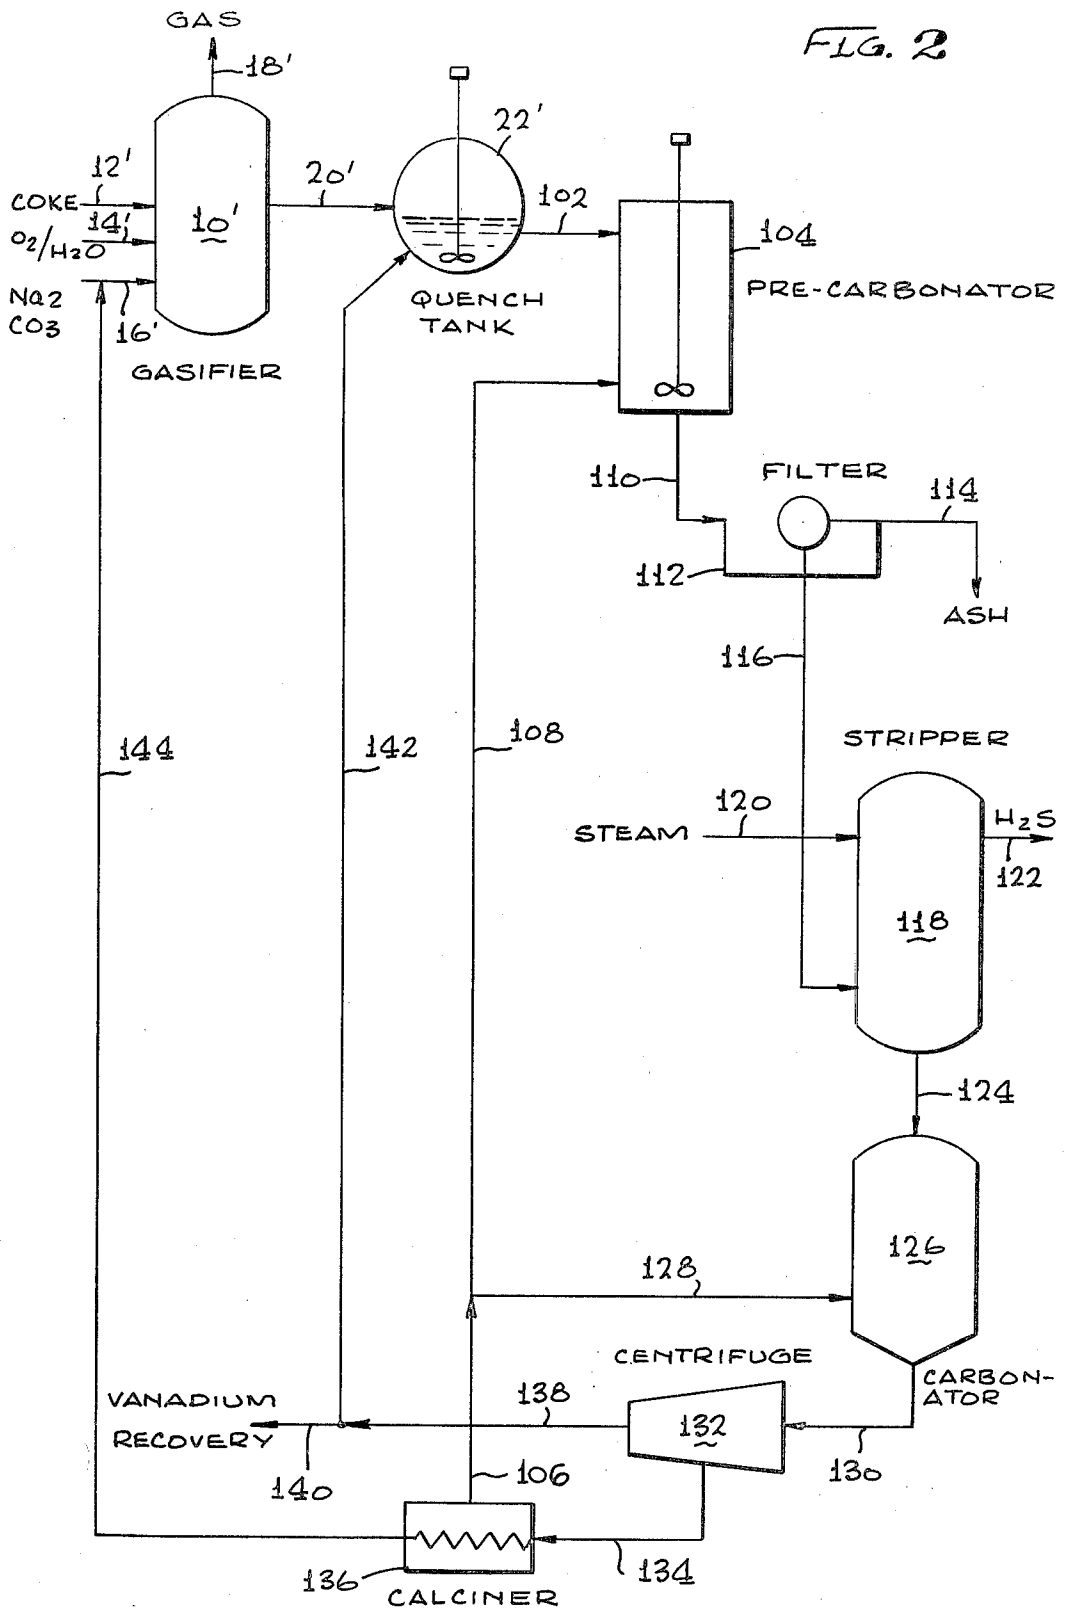 GAS
FIG. 2
18'
22'
12'
20'
102
COKE
14'
10'
104
O2/H2O
Na2
CO3
16'
QUENCH
TANK
PRE-CARBONATOR
GASIFIER
110
FILTER
114
112
ASH
116
144
142
108
STRIPPER
120
STEAM
H2S
122
118
124
126
128
CENTRIFUGE
CARBON-
ATOR
VANADIUM
RECOVERY
138
132
130
140
106
136
134
CALCINER